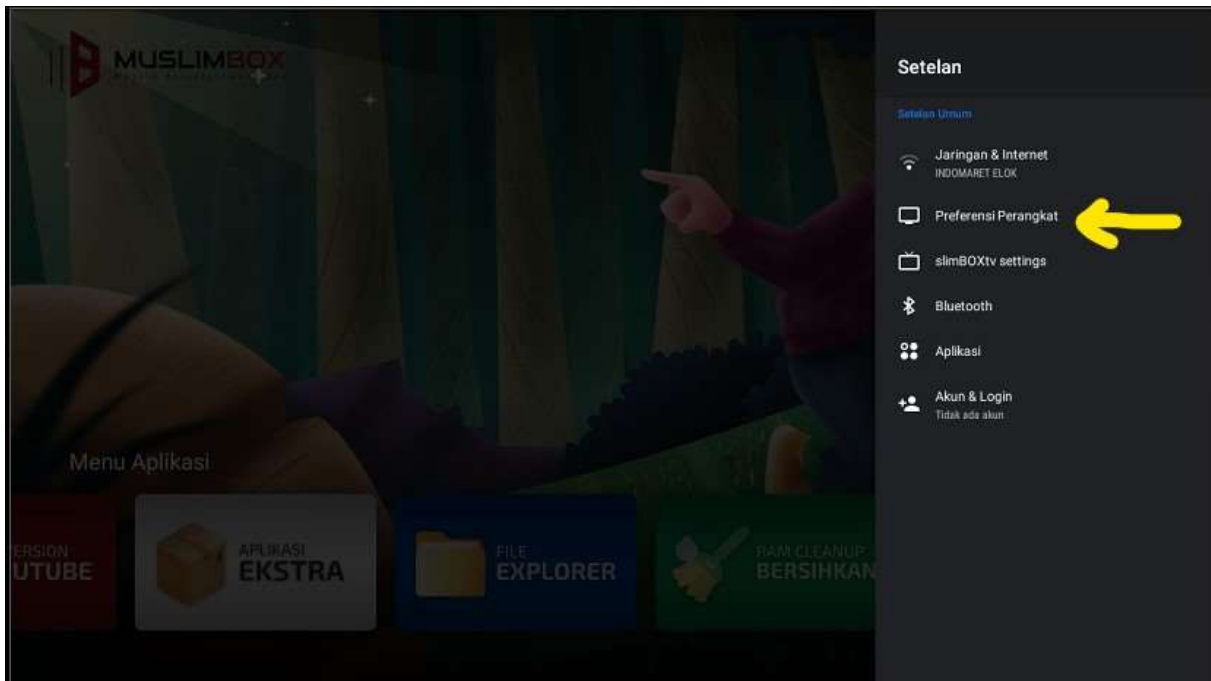 MUSLIMBOX
Setelan
Setelan Umum
Jaringan & Internet
INDOMARET ELOK
Preferensi Perangkat
slimBOXtv settings
Bluetooth
Aplikasi
Akun & Login
Tidak ada akun
Menu Aplikasi
ERSION
UTUBE
APLIKASI
EKSTRA
FILE
EXPLORER
RAM CLEANUP
BERSIHKAN